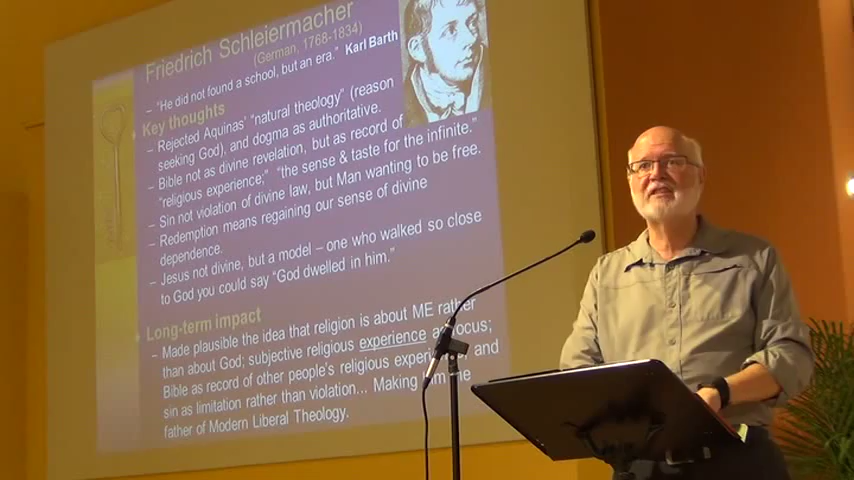 Friedrich Schleiermacher
(German, 1768-1834)
– “He did not found a school, but an era.” Karl Barth
Key thoughts
– Rejected Aquinas’ “natural theology” (reason
seeking God), and dogma as authoritative.
– Bible not as divine revelation, but as record of
“religious experience;” “the sense & taste for the infinite.”
– Sin not violation of divine law, but Man wanting to be free.
– Redemption means regaining our sense of divine
dependence.
– Jesus not divine, but a model – one who walked so close
to God you could say “God dwelled in him.”
Long-term impact
– Made plausible the idea that religion is about ME rather
than about God; subjective religious experience as focus;
Bible as record of other people’s religious and
sin as limitation rather than violation... Making the
father of Modern Liberal Theology.